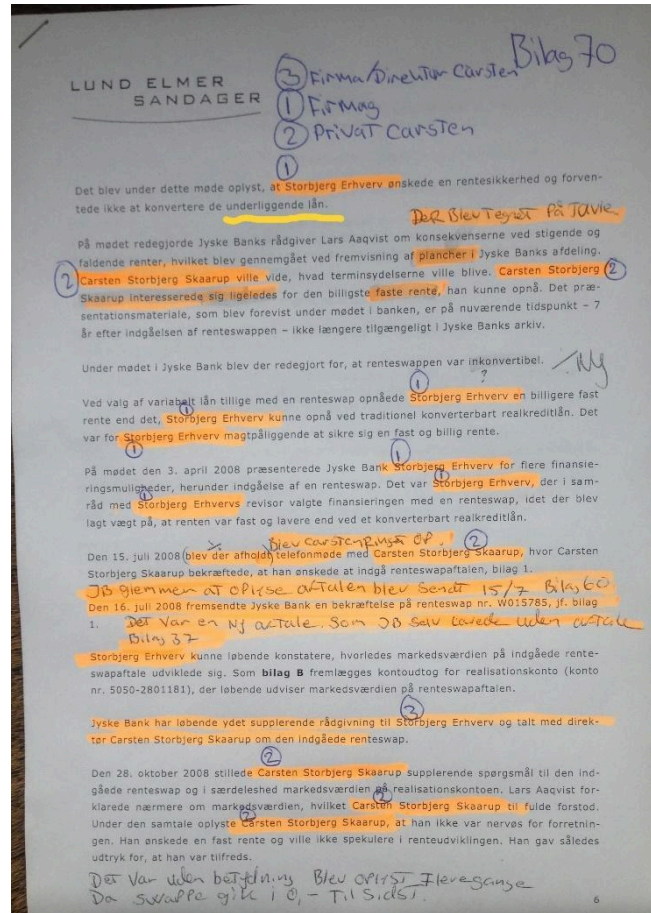 Bilag 70
LUND ELMER
SANDAGER
③ Firma/Direktør Carsten
① Firmag
② Privat Carsten
①
Det blev under dette møde oplyst, at Storbjerg Erhverv ønskede en rentesikkerhed og forven-
tede ikke at konvertere de underliggende lån.
Der Blev Tegnet På Tavle
På mødet redegjorde Jyske Banks rådgiver Lars Aaqvist om konsekvenserne ved stigende og
faldende renter, hvilket blev gennemgået ved fremvisning af plancher i Jyske Banks afdeling.
② Carsten Storbjerg Skaarup ville vide, hvad terminsydelserne ville blive. Carsten Storbjerg ②
Skaarup interesserede sig ligeledes for den billigste faste rente, han kunne opnå. Det præ-
sentationsmateriale, som blev forevist under mødet i banken, er på nuværende tidspunkt – 7
år efter indgåelsen af renteswappen – ikke længere tilgængeligt i Jyske Banks arkiv.
Under mødet i Jyske Bank blev der redegjort for, at renteswappen var inkonvertibel.
? Ny
①
Ved valg af variabelt lån tillige med en renteswap opnåede Storbjerg Erhverv en billigere fast
①
rente end det, Storbjerg Erhverv kunne opnå ved traditionel konverterbart realkreditlån. Det
var for Storbjerg Erhverv magtpåliggende at sikre sig en fast og billig rente.
① ①
På mødet den 3. april 2008 præsenterede Jyske Bank Storbjerg Erhverv for flere finansie-
①
ringsmuligheder, herunder indgåelse af en renteswap. Det var Storbjerg Erhverv, der i sam-
①
råd med Storbjerg Erhvervs revisor valgte finansieringen med en renteswap, idet der blev
lagt vægt på, at renten var fast og lavere end ved et konverterbart realkreditlån.
Blev Carsten Ringet OP. ②
Den 15. juli 2008 (blev der afholdt) telefonmøde med Carsten Storbjerg Skaarup, hvor Carsten
Storbjerg Skaarup bekræftede, at han ønskede at indgå renteswapaftalen, bilag 1.
JB glemmer at oplyse aftalen blev sendt 15/7 Bilag 60
Den 16. juli 2008 fremsendte Jyske Bank en bekræftelse på renteswap nr. W015785, jf. bilag
1. Det var en Ny aftale. Som JB Selv lavede uden aftale
Bilag 37
Storbjerg Erhverv kunne løbende konstatere, hvorledes markedsværdien på indgåede rente-
swapaftale udviklede sig. Som bilag B fremlægges kontoudtog for realisationskonto (konto
nr. 5050-2801181), der løbende udviser markedsværdien på renteswapaftalen.
③
Jyske Bank har løbende ydet supplerende rådgivning til Storbjerg Erhverv og talt med direk-
tør Carsten Storbjerg Skaarup om den indgåede renteswap.
②
Den 28. oktober 2008 stillede Carsten Storbjerg Skaarup supplerende spørgsmål til den ind-
gåede renteswap og i særdeleshed markedsværdien på realisationskontoen. Lars Aaqvist for-
②
klarede nærmere om markedsværdien, hvilket Carsten Storbjerg Skaarup til fulde forstod.
②
Under den samtale oplyste Carsten Storbjerg Skaarup, at han ikke var nervøs for forretnin-
gen. Han ønskede en fast rente og ville ikke spekulere i renteudviklingen. Han gav således
udtryk for, at han var tilfreds.
Det Var uden betydning Blev OPLYST Flere gange
Da Swappe gik i 0,- Til Sidst.
6